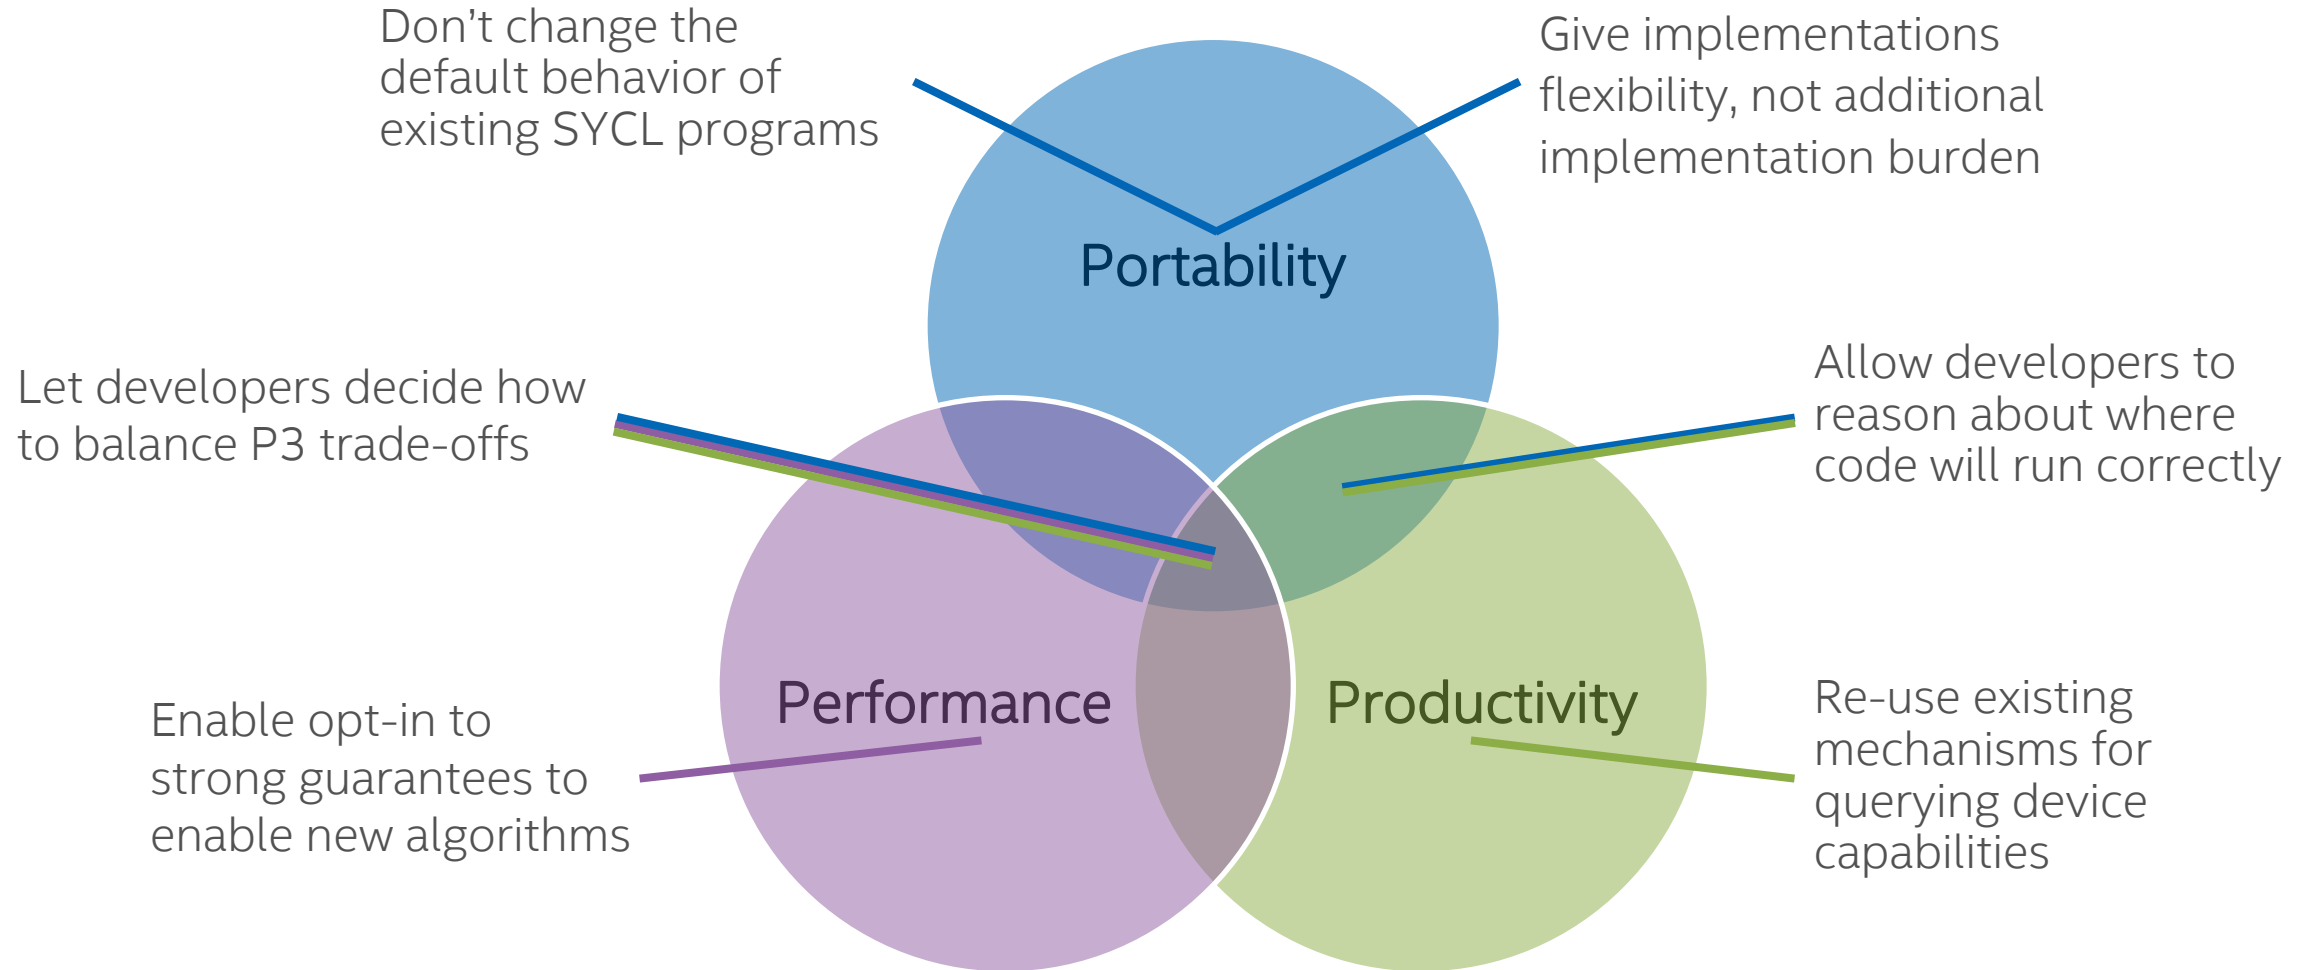 Don’t change the
default behavior of
existing SYCL programs
Give implementations
flexibility, not additional
implementation burden
Portability
Let developers decide how
to balance P3 trade-offs
Allow developers to
reason about where
code will run correctly
Performance
Productivity
Enable opt-in to
strong guarantees to
enable new algorithms
Re-use existing
mechanisms for
querying device
capabilities